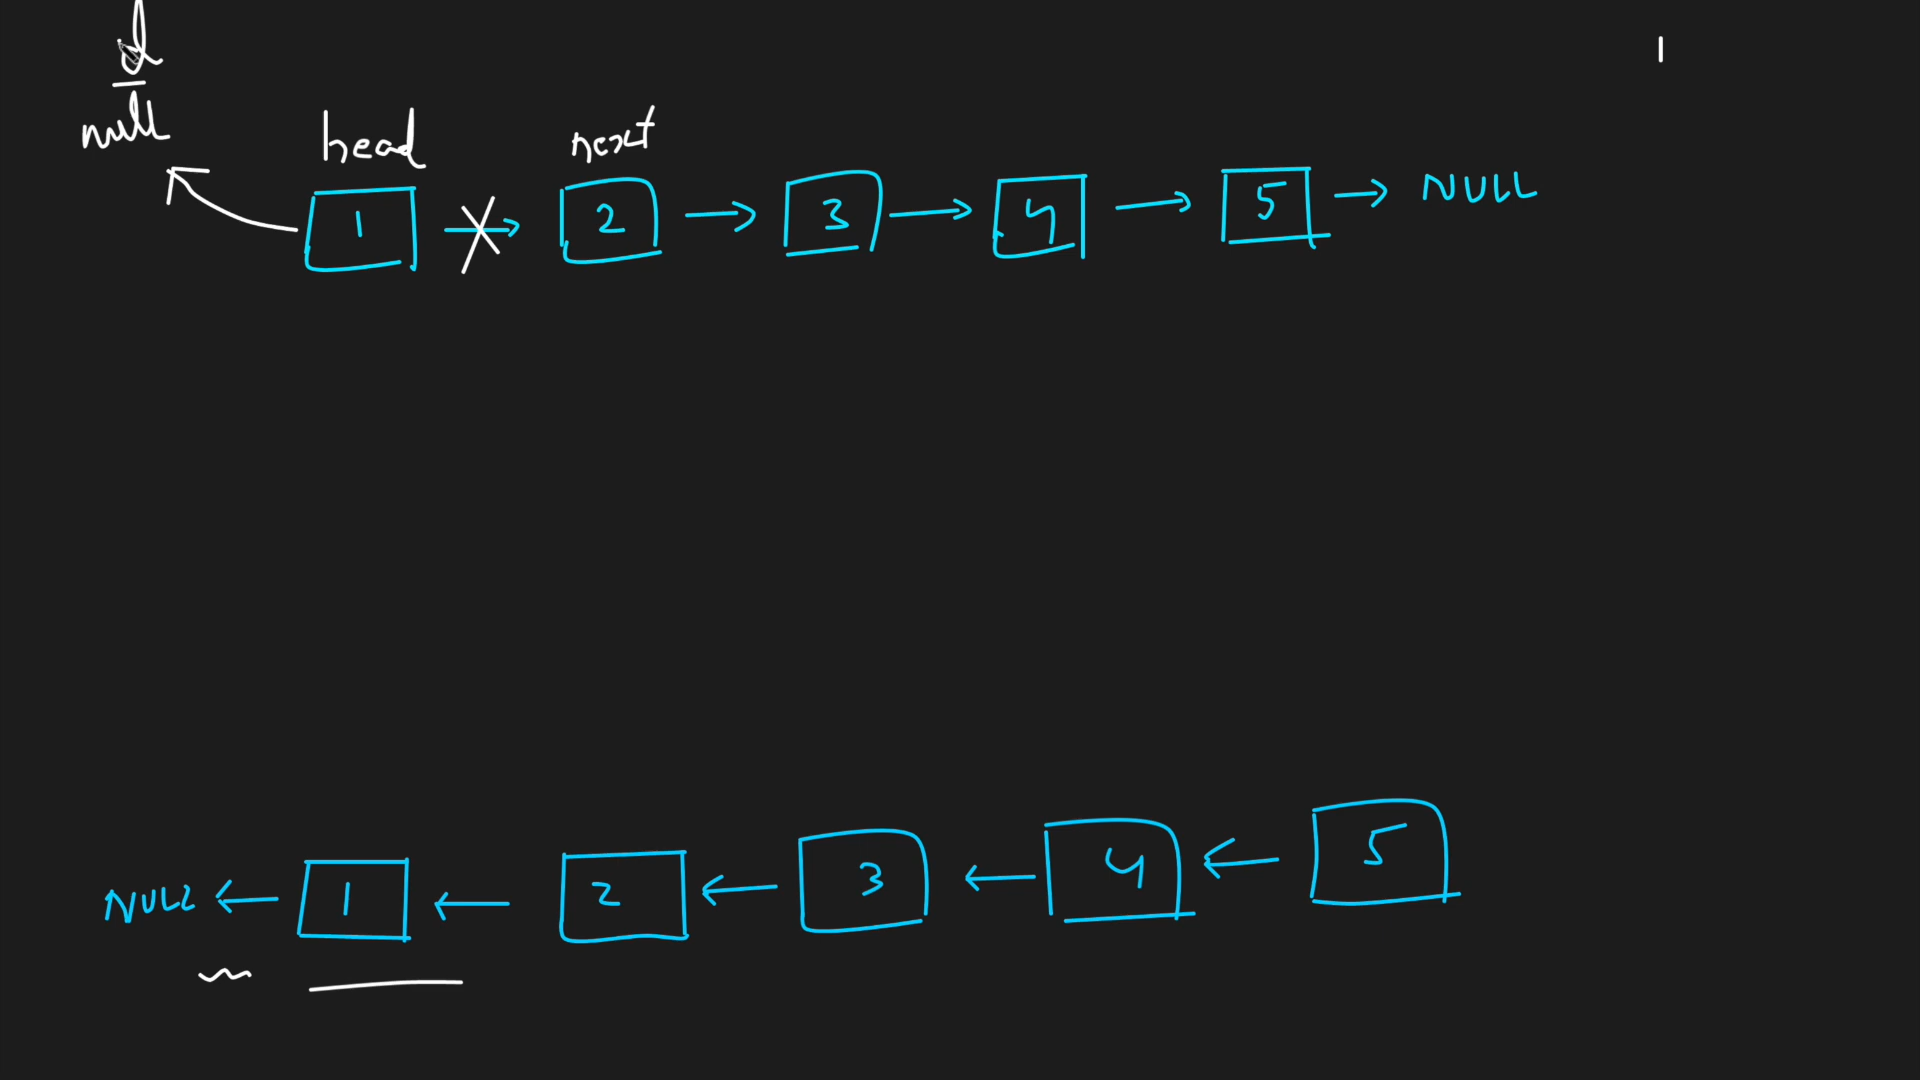 d
null
head
next
1 2 3 4 5 NULL
NULL 1 2 3 4 5